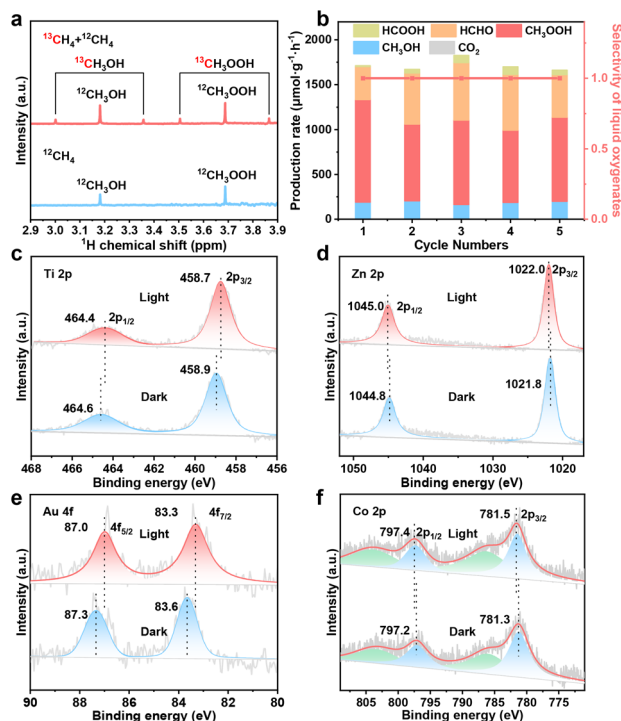 a
¹³CH₄+¹²CH₄
¹³CH₃OH
¹³CH₃OOH
¹²CH₃OH
¹²CH₃OOH
¹²CH₄
¹²CH₃OH
¹²CH₃OOH
Intensity (a.u.)
2.9 3.0 3.1 3.2 3.3 3.4 3.5 3.6 3.7 3.8 3.9
¹H chemical shift (ppm)
b
HCOOH HCHO CH₃OOH
CH₃OH CO₂
Production rate (μmol·g⁻¹·h⁻¹)
2000
1500
1000
500
0
Selectivity of liquid oxygenates
1.0
0.5
0.0
1 2 3 4 5
Cycle Numbers
c
Ti 2p
458.7
2p₃/₂
Light
464.4
2p₁/₂
458.9
Dark
464.6
Intensity (a.u.)
468 466 464 462 460 458 456
Binding energy (eV)
d
Zn 2p
1022.0
2p₃/₂
Light
1045.0
2p₁/₂
1021.8
Dark
1044.8
Intensity (a.u.)
1050 1040 1030 1020
Binding energy (eV)
e
Au 4f
87.0
4f₅/₂
Light
83.3
4f₇/₂
83.6
87.3
Dark
Intensity (a.u.)
90 88 86 84 82 80
Binding energy (eV)
f
Co 2p
781.5
2p₃/₂
797.4
2p₁/₂
Light
781.3
797.2
Dark
Intensity (a.u.)
809 802 795 788 781 774
Binding energy (eV)